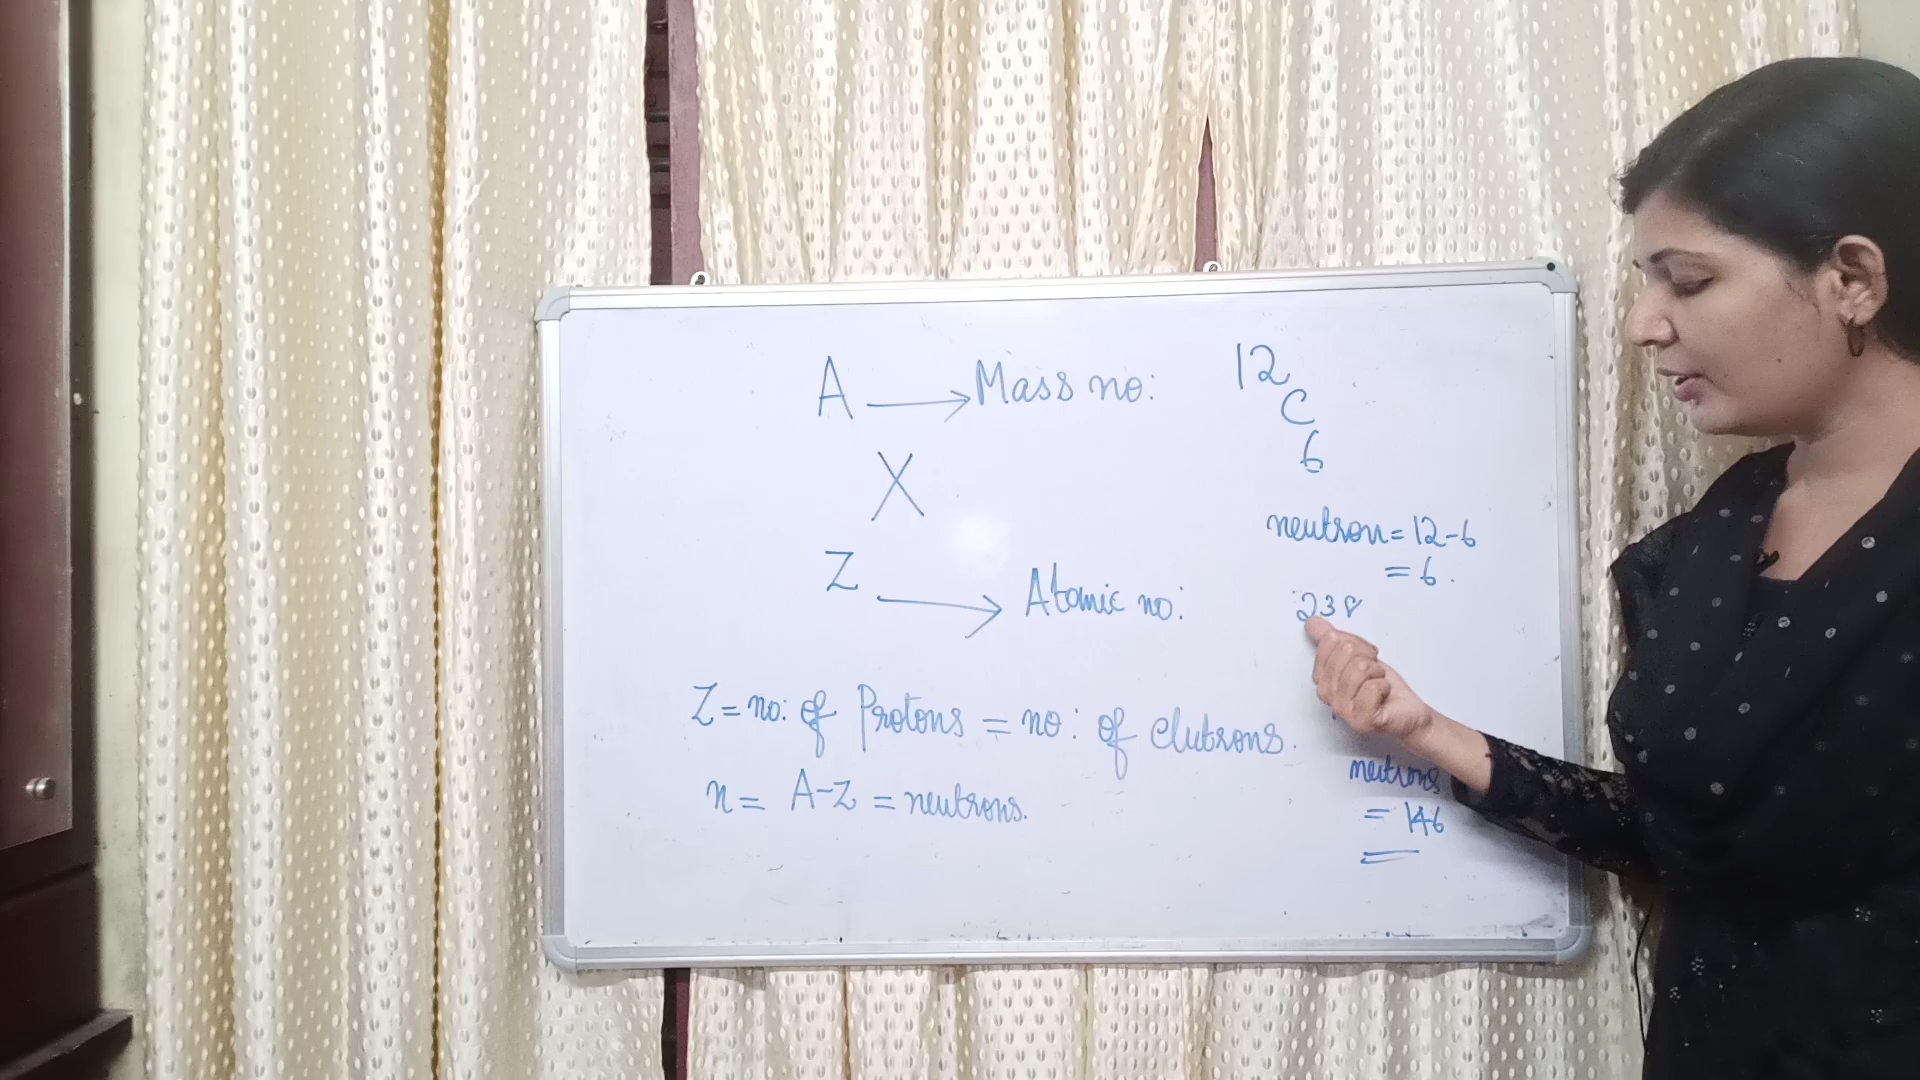 A → Mass no:
X
Z → Atomic no:
Z = no: of Protons = no: of elutrons.
n = A-Z = neutrons.
12
C
6
neutron = 12-6
= 6.
238
neutrons
= 146